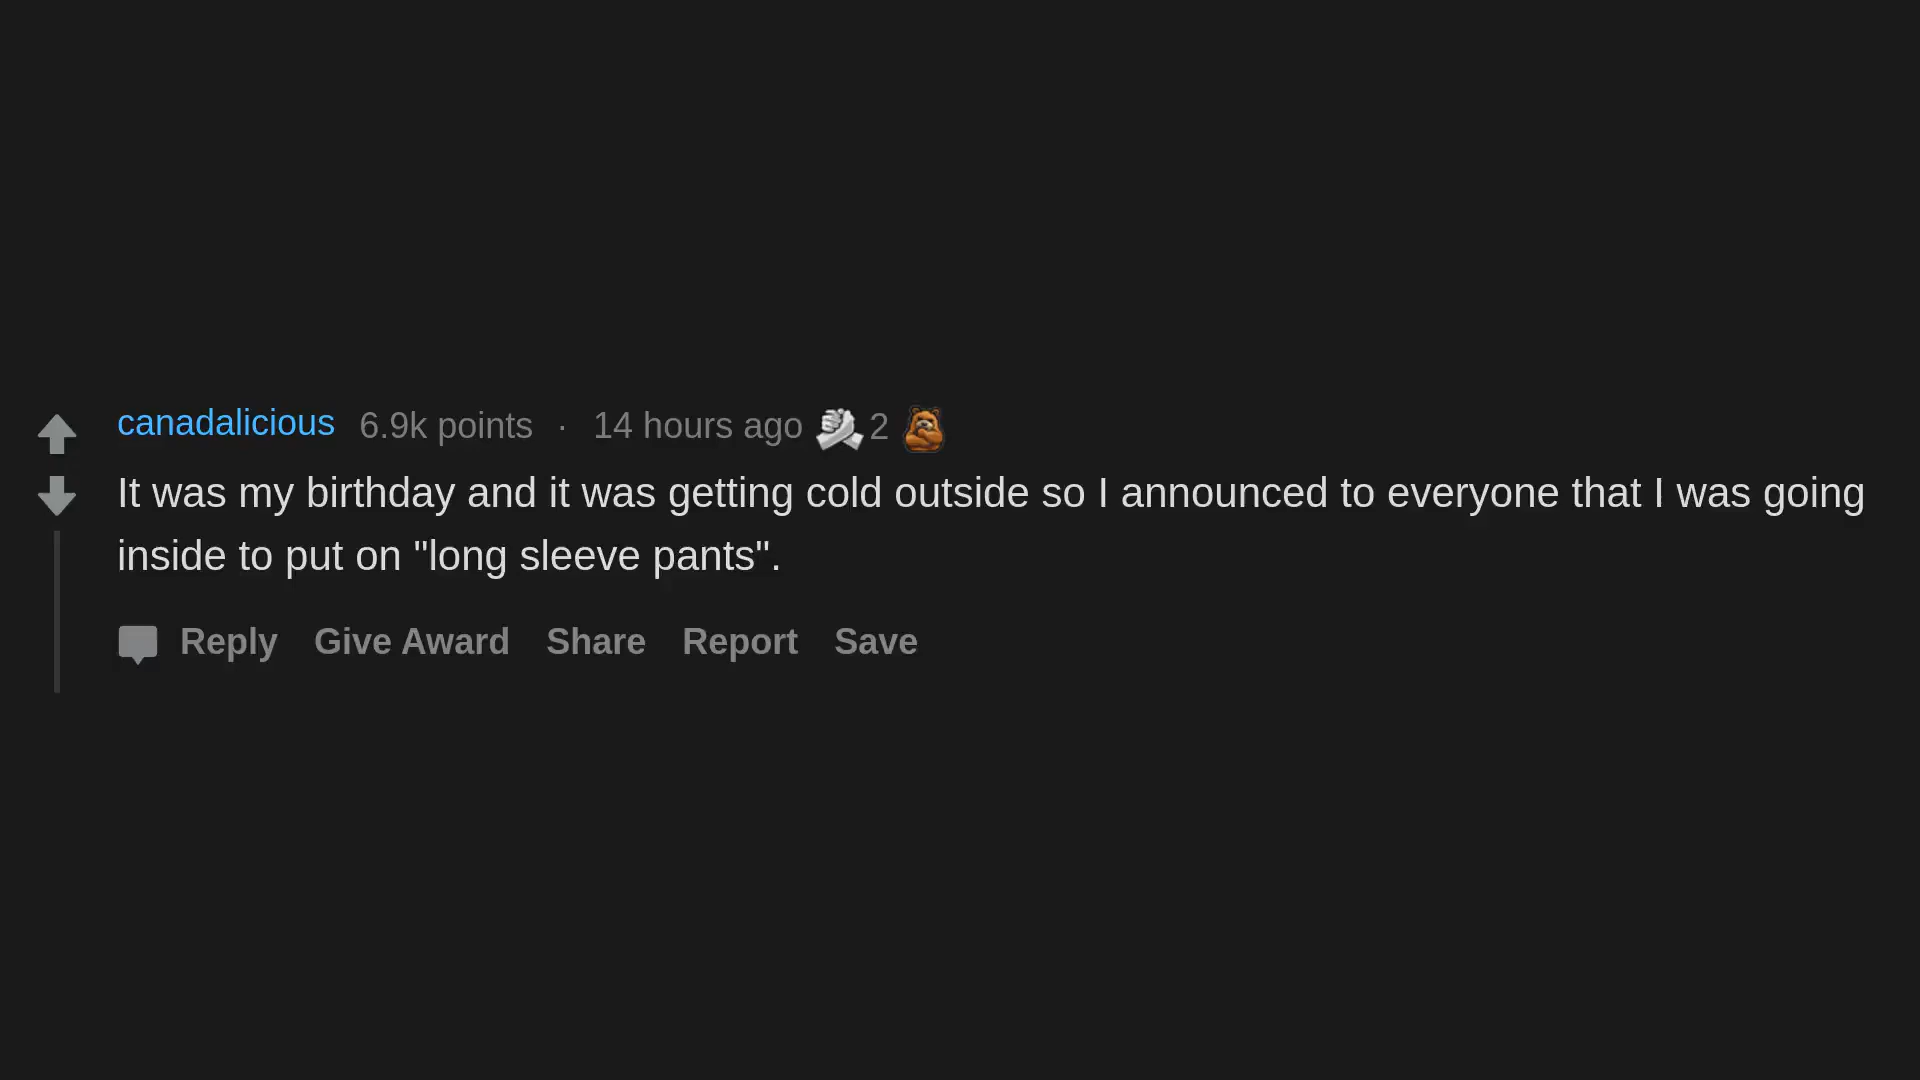 canadalicious 6.9k points · 14 hours ago 2
It was my birthday and it was getting cold outside so I announced to everyone that I was going
inside to put on "long sleeve pants".
Reply Give Award Share Report Save